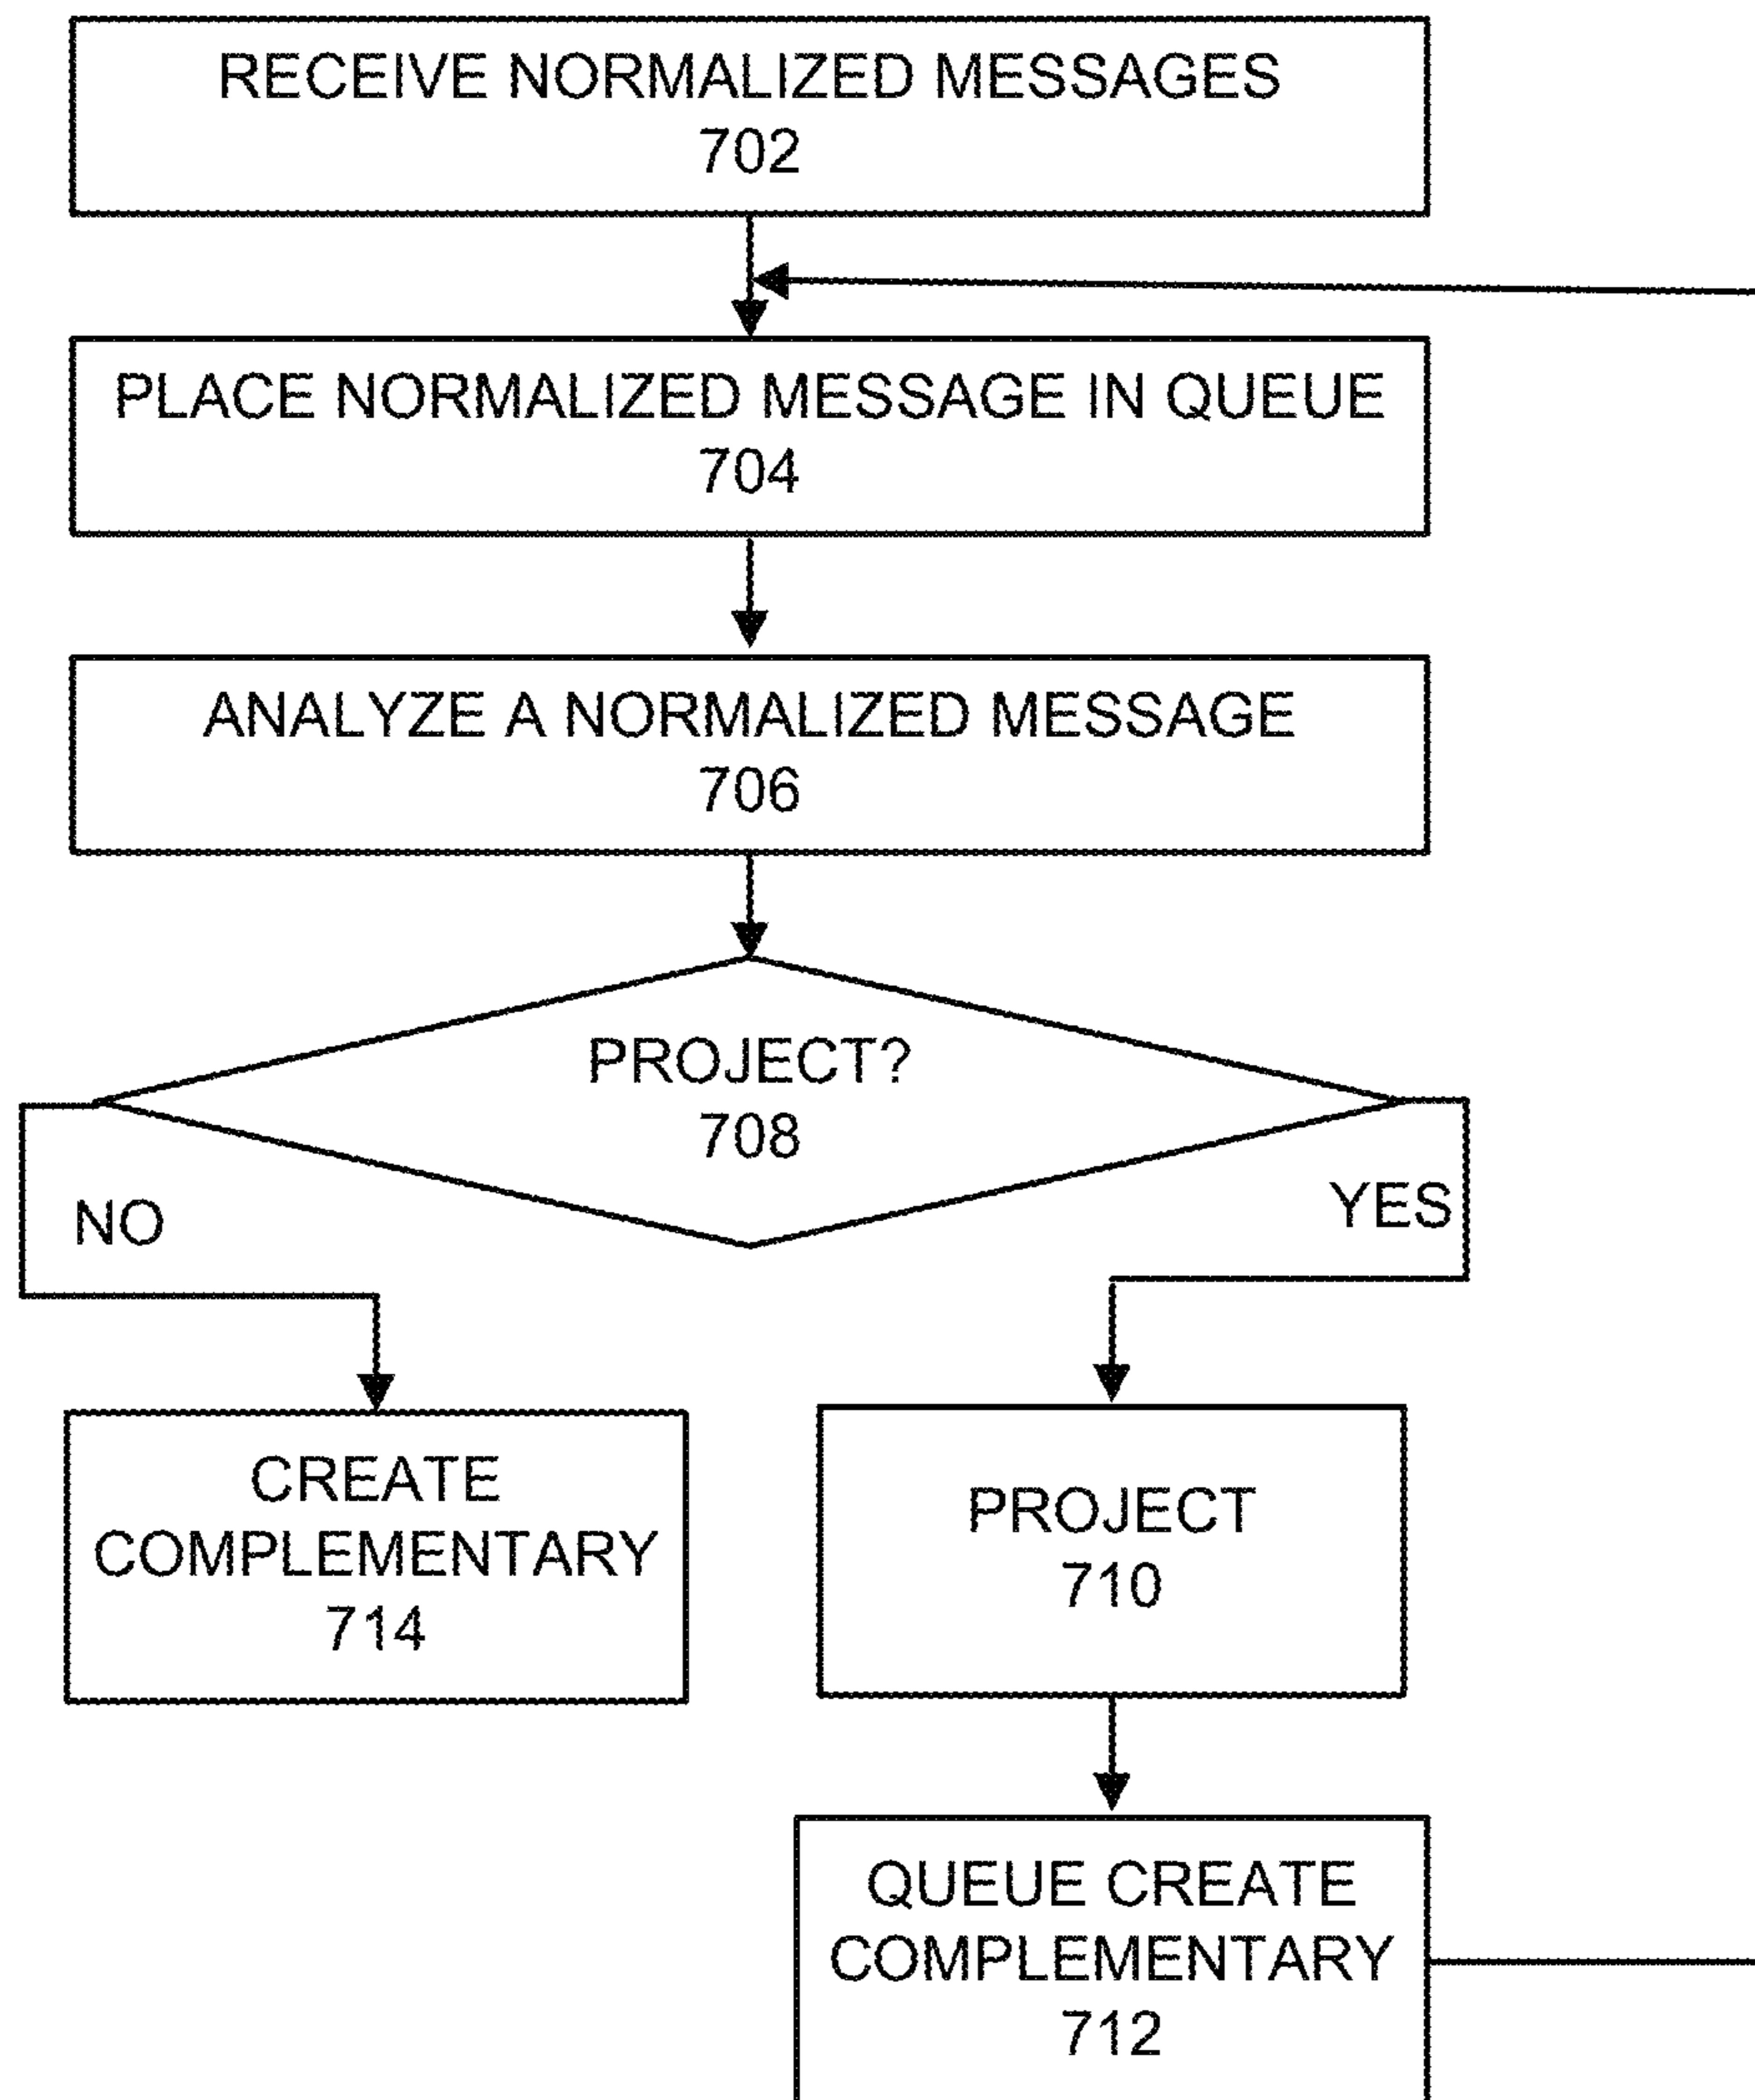 RECEIVE NORMALIZED MESSAGES
702
PLACE NORMALIZED MESSAGE IN QUEUE
704
ANALYZE A NORMALIZED MESSAGE
706
PROJECT?
708
NO
YES
CREATE
COMPLEMENTARY
714
PROJECT
710
QUEUE CREATE
COMPLEMENTARY
712